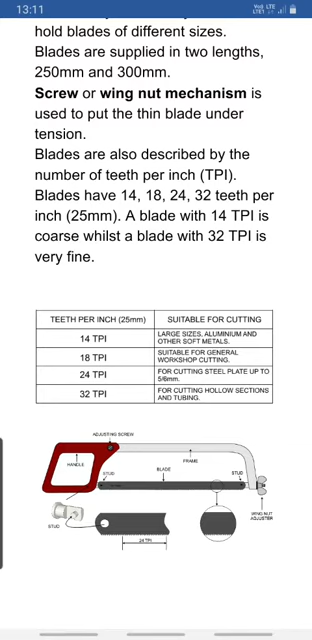 13:11
hold blades of different sizes.
Blades are supplied in two lengths,
250mm and 300mm.
Screw or wing nut mechanism is
used to put the thin blade under
tension.
Blades are also described by the
number of teeth per inch (TPI).
Blades have 14, 18, 24, 32 teeth per
inch (25mm). A blade with 14 TPI is
coarse whilst a blade with 32 TPI is
very fine.
TEETH PER INCH (25mm) SUITABLE FOR CUTTING
14 TPI LARGE SIZES, ALUMINIUM AND
OTHER SOFT METALS.
18 TPI SUITABLE FOR GENERAL
WORKSHOP CUTTING.
24 TPI FOR CUTTING STEEL PLATE UP TO
5/6mm.
32 TPI FOR CUTTING HOLLOW SECTIONS
AND TUBING.
ADJUSTING SCREW
HANDLE
FRAME
STUD
BLADE
STUD
WING NUT
ADJUSTER
STUD
24 TPI